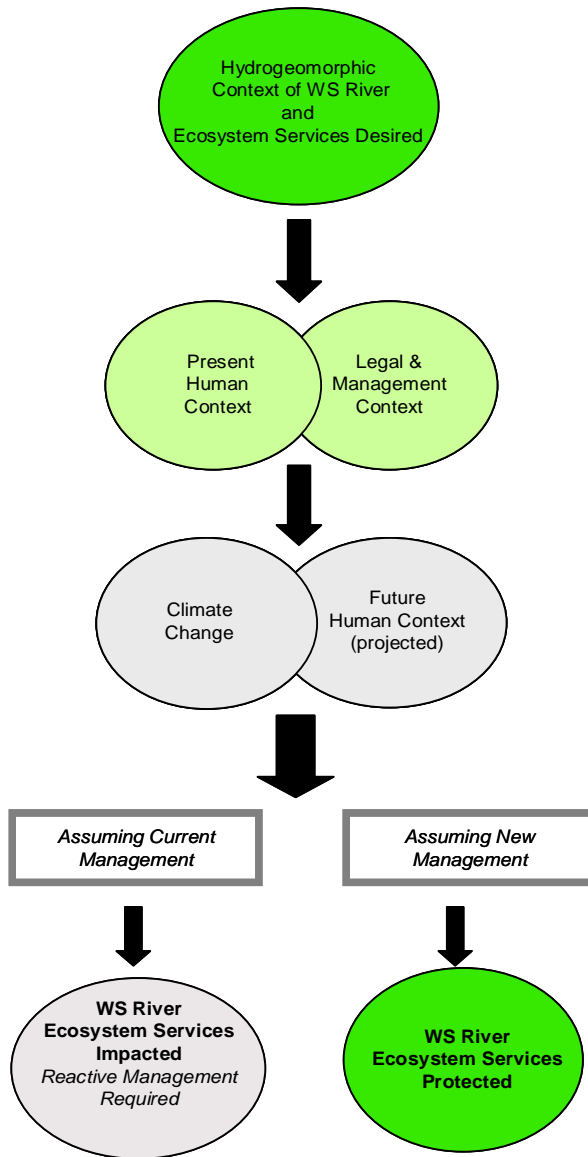 Hydrogeomorphic
Context of WS River
and
Ecosystem Services Desired
Present
Human
Context
Legal &
Management
Context
Climate
Change
Future
Human Context
(projected)
Assuming Current
Management
Assuming New
Management
WS River
Ecosystem Services
Impacted
Reactive Management
Required
WS River
Ecosystem Services
Protected